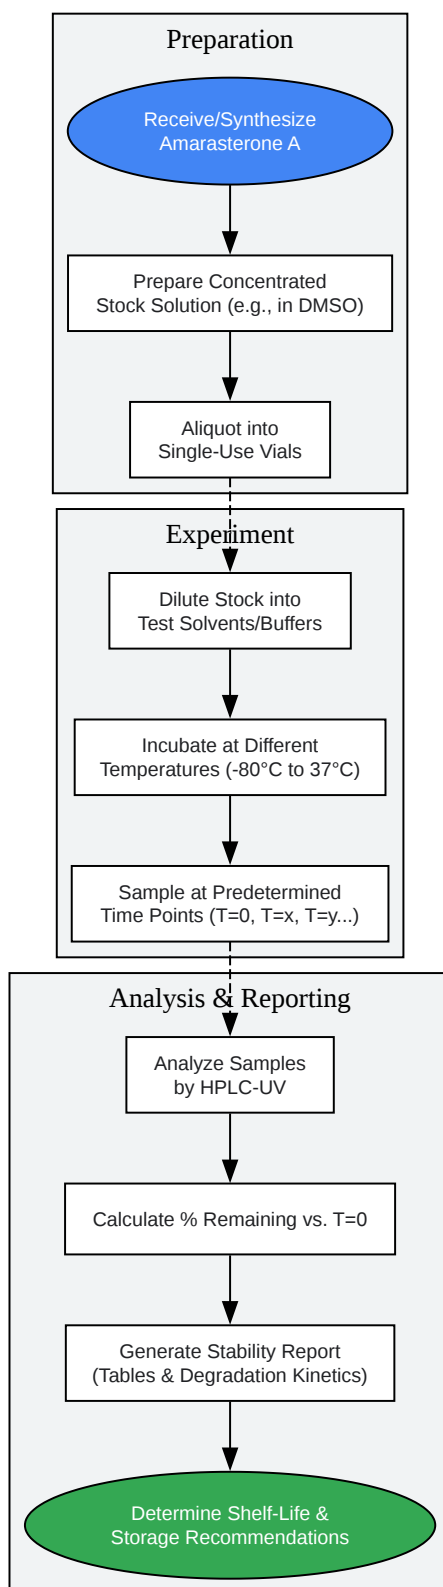 Preparation
Receive/Synthesize
Amarasterone A
Prepare Concentrated
Stock Solution (e.g., in DMSO)
Aliquot into
Single-Use Vials
Experiment
Dilute Stock into
Test Solvents/Buffers
Incubate at Different
Temperatures (-80°C to 37°C)
Sample at Predetermined
Time Points (T=0, T=x, T=y...)
Analysis & Reporting
Analyze Samples
by HPLC-UV
Calculate % Remaining vs. T=0
Generate Stability Report
(Tables & Degradation Kinetics)
Determine Shelf-Life &
Storage Recommendations